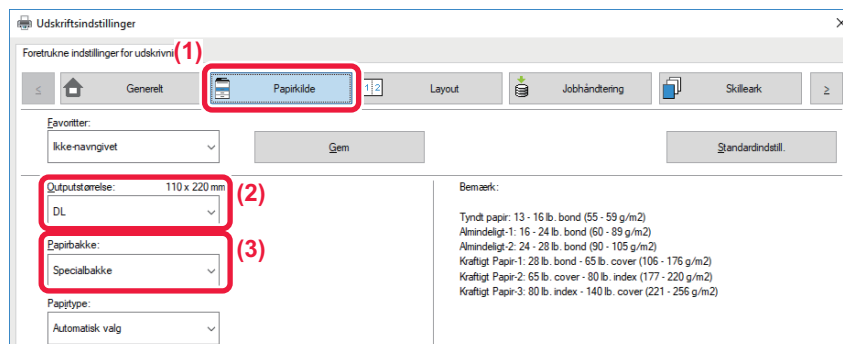 Udskriftsindstillinger
Foretrukne indstillinger for udskrivni
(1)
< Generelt Papirkilde 1 2 Layout Jobhåndtering Skilleark >
Favoritter:
Ikke-navngivet Gem Standardindstill.
Outputstørrelse: 110 x 220 mm (2)
DL
Papirbakke: (3)
Specialbakke
Papirtype:
Automatisk valg
Bemærk:
Tyndt papir: 13 - 16 lb. bond (55 - 59 g/m2)
Almindeligt-1: 16 - 24 lb. bond (60 - 89 g/m2)
Almindeligt-2: 24 - 28 lb. bond (90 - 105 g/m2)
Kraftigt Papir-1: 28 lb. bond - 65 lb. cover (106 - 176 g/m2)
Kraftigt Papir-2: 65 lb. cover - 80 lb. index (177 - 220 g/m2)
Kraftigt Papir-3: 80 lb. index - 140 lb. cover (221 - 256 g/m2)